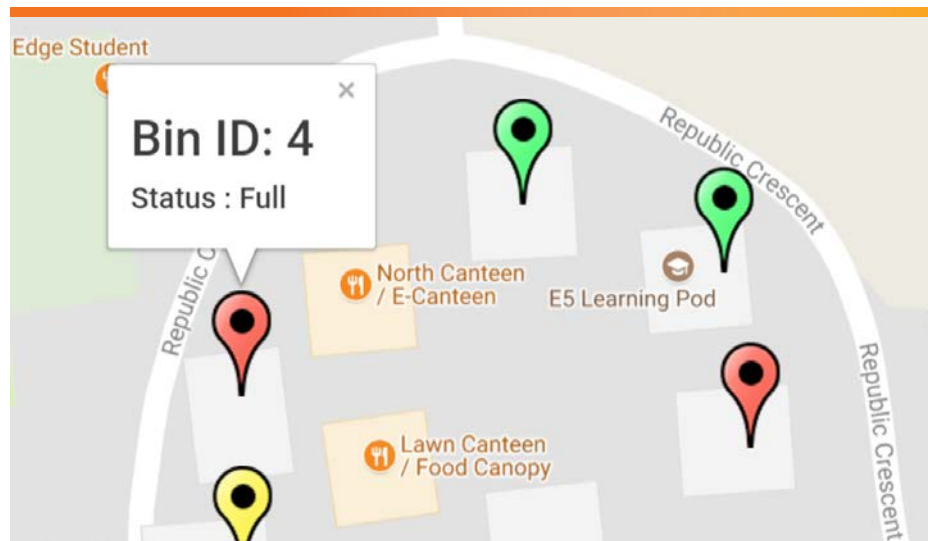 Edge Student
Bin ID: 4
Status : Full
Republic Crescent
North Canteen
/ E-Canteen
E5 Learning Pod
Republic C
Republic Crescent
Lawn Canteen
/ Food Canopy